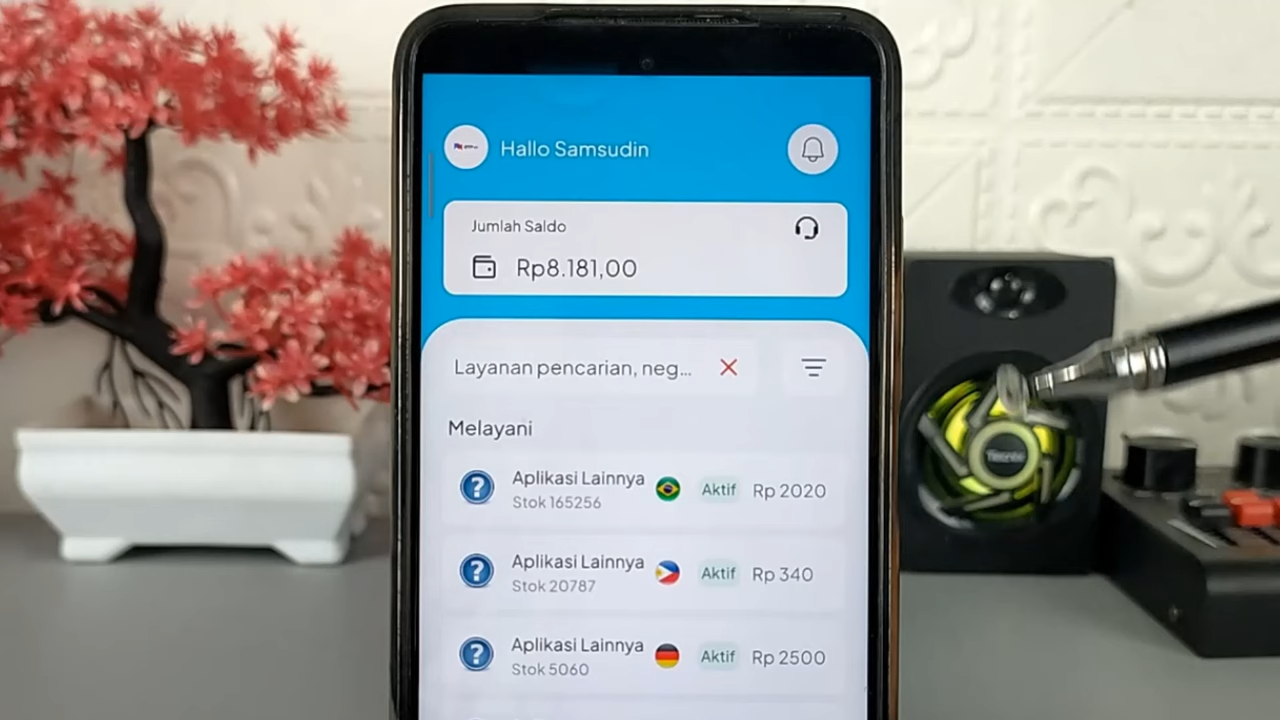 Hallo Samsudin
Jumlah Saldo
Rp8.181,00
Layanan pencarian, neg...
Melayani
Aplikasi Lainnya Aktif Rp 2020
Stok 165256
Aplikasi Lainnya Aktif Rp 340
Stok 20787
Aplikasi Lainnya Aktif Rp 2500
Stok 5060